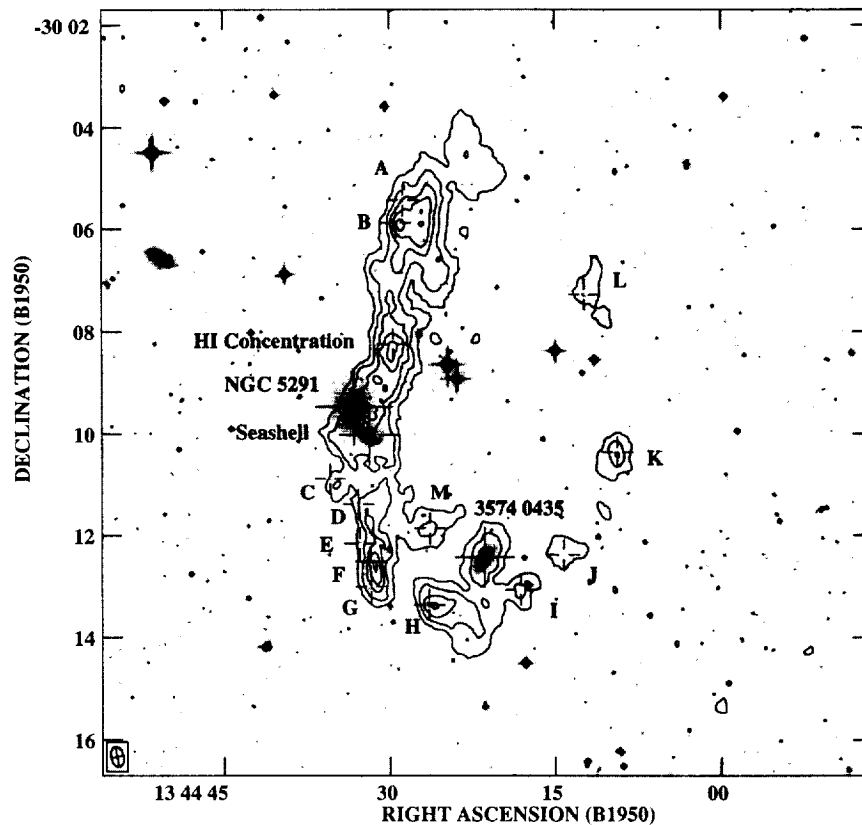 -30 02
04
06
08
10
12
14
16
DECLINATION (B1950)
A
B
L
HI Concentration
NGC 5291
Seashell
K
C
M
3574 0435
D
E
J
F
G
H
I
13 44 45
30
15
00
RIGHT ASCENSION (B1950)